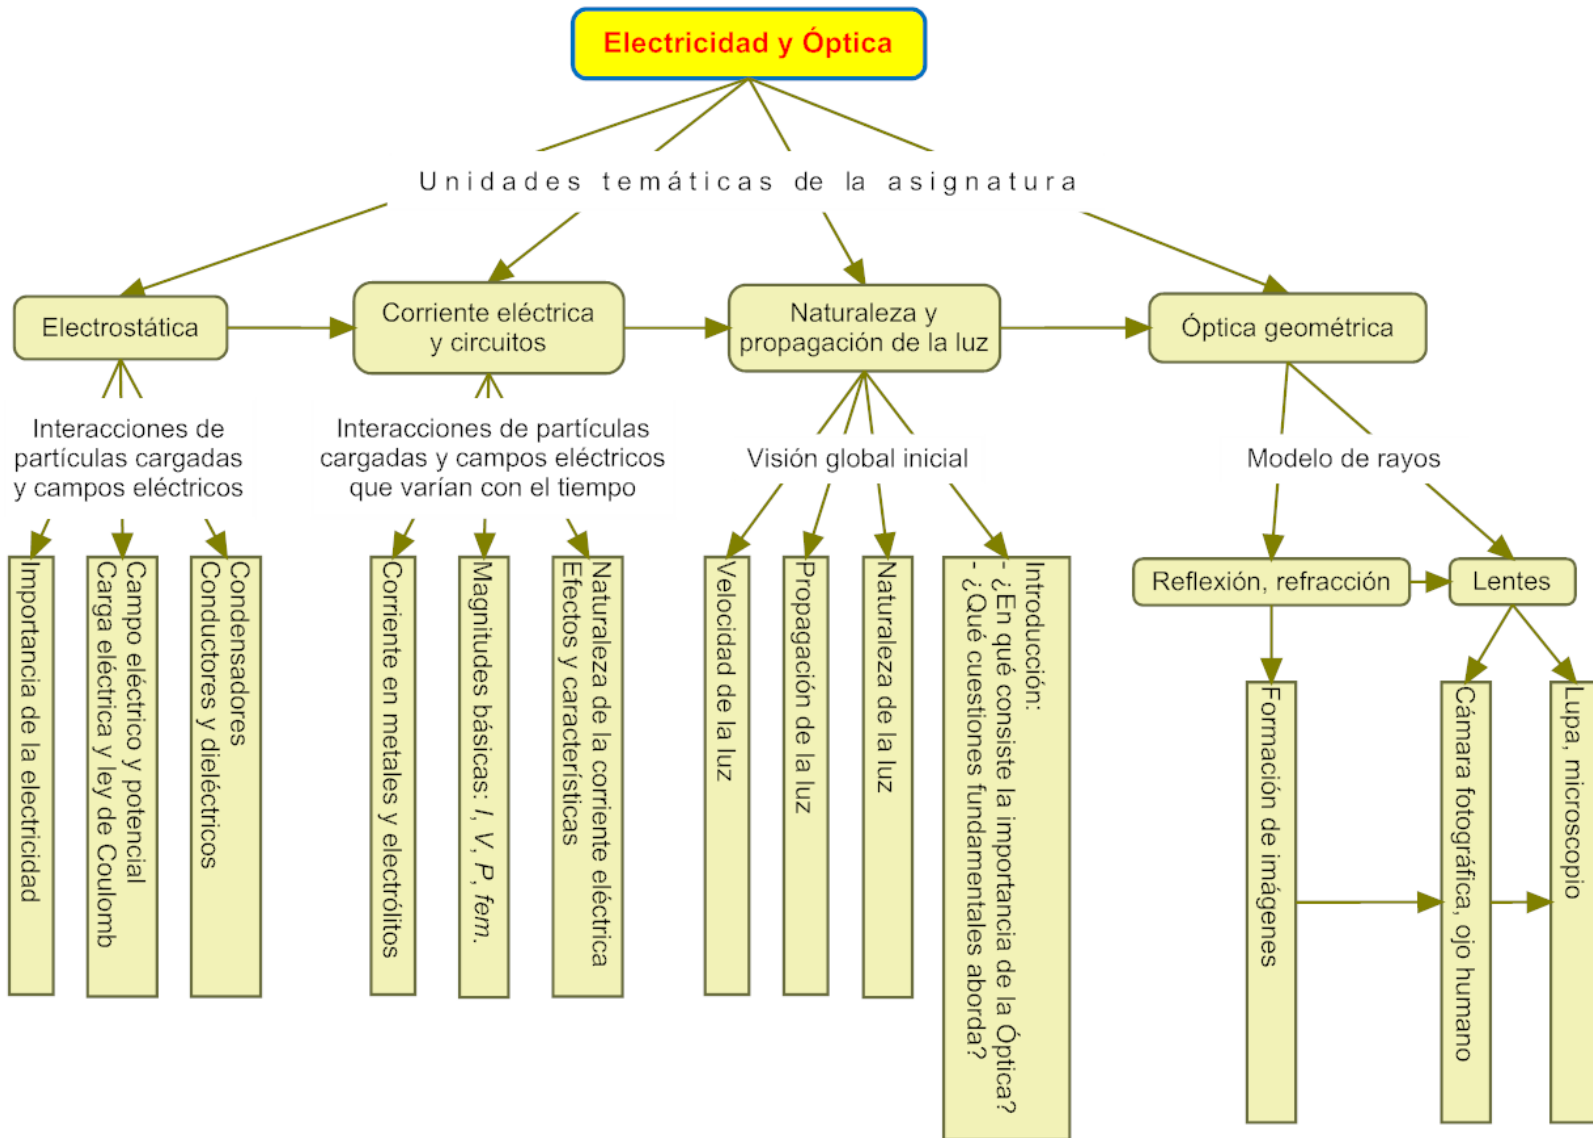 Electricidad y Óptica
Unidades temáticas de la asignatura
Electrostática
Corriente eléctrica
y circuitos
Naturaleza y
propagación de la luz
Óptica geométrica
Interacciones de
partículas cargadas
y campos eléctricos
Interacciones de partículas
cargadas y campos eléctricos
que varían con el tiempo
Visión global inicial
Modelo de rayos
Importancia de la electricidad
Campo eléctrico y potencial
Carga eléctrica y ley de Coulomb
Condensadores
Conductores y dieléctricos
Corriente en metales y electrólitos
Magnitudes básicas: I, V, P, fem.
Naturaleza de la corriente eléctrica
Efectos y características
Velocidad de la luz
Propagación de la luz
Naturaleza de la luz
Introducción:
- ¿En qué consiste la importancia de la Óptica?
- ¿Qué cuestiones fundamentales aborda?
Reflexión, refracción
Lentes
Formación de imágenes
Cámara fotográfica, ojo humano
Lupa, microscopio